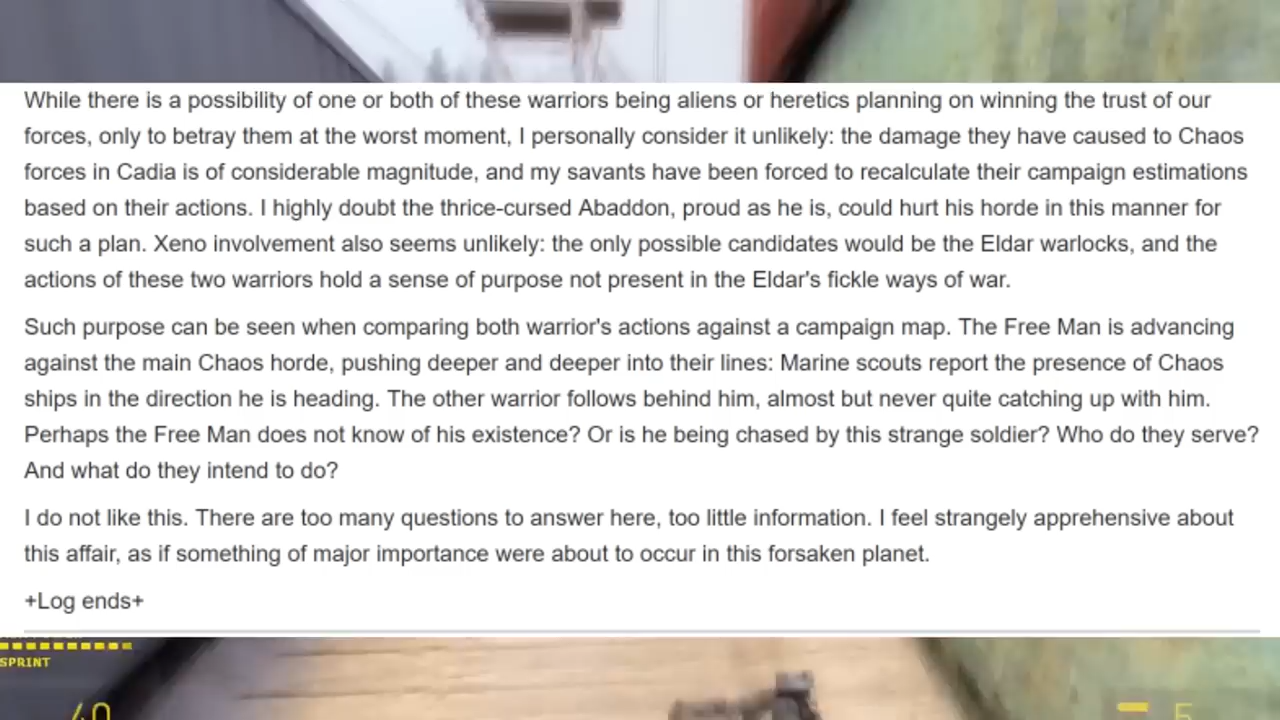 While there is a possibility of one or both of these warriors being aliens or heretics planning on winning the trust of our
forces, only to betray them at the worst moment, I personally consider it unlikely: the damage they have caused to Chaos
forces in Cadia is of considerable magnitude, and my savants have been forced to recalculate their campaign estimations
based on their actions. I highly doubt the thrice-cursed Abaddon, proud as he is, could hurt his horde in this manner for
such a plan. Xeno involvement also seems unlikely: the only possible candidates would be the Eldar warlocks, and the
actions of these two warriors hold a sense of purpose not present in the Eldar's fickle ways of war.
Such purpose can be seen when comparing both warrior's actions against a campaign map. The Free Man is advancing
against the main Chaos horde, pushing deeper and deeper into their lines: Marine scouts report the presence of Chaos
ships in the direction he is heading. The other warrior follows behind him, almost but never quite catching up with him.
Perhaps the Free Man does not know of his existence? Or is he being chased by this strange soldier? Who do they serve?
And what do they intend to do?
I do not like this. There are too many questions to answer here, too little information. I feel strangely apprehensive about
this affair, as if something of major importance were about to occur in this forsaken planet.
+Log ends+
SPRINT
40
5